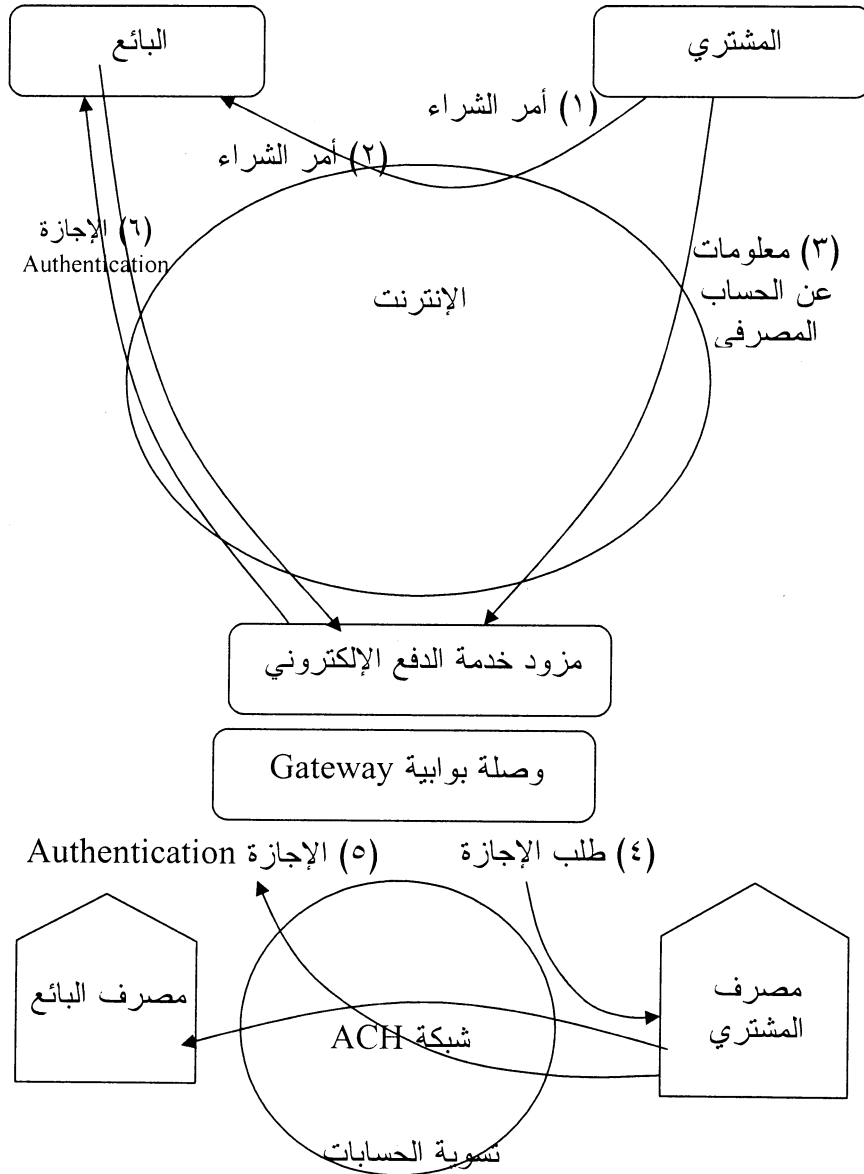 المشتري
البائع
(١) أمر الشراء
(٢) أمر الشراء
(٣) معلومات
عن الحساب
المصرفي
(٦) الإجازة
Authentication
الإنترنت
مزود خدمة الدفع الإلكتروني
وصلة بوابية Gateway
(٤) طلب الإجازة
(٥) الإجازة Authentication
مصرف
المشتري
مصرف البائع
شبكة ACH
تسوية الحسابات